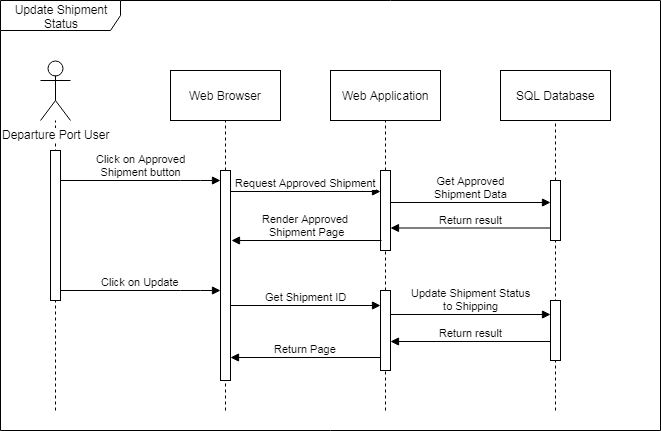 Update Shipment
Status
Web Browser
Web Application
SQL Database
Departure Port User
Click on Approved
Shipment button
Request Approved Shipment
Get Approved
Shipment Data
Render Approved
Shipment Page
Return result
Click on Update
Get Shipment ID
Update Shipment Status
to Shipping
Return result
Return Page